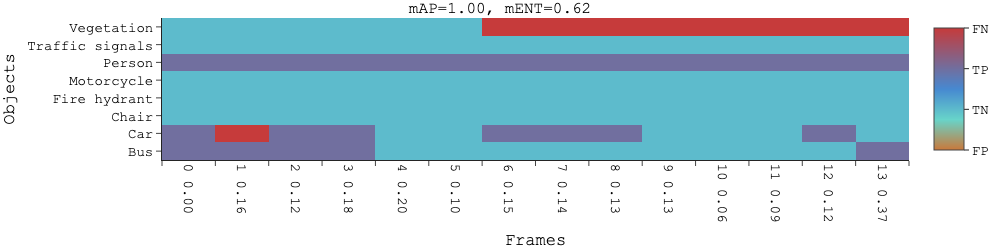 mAP=1.00, mENT=0.62
Objects
Vegetation
Traffic signals
Person
Motorcycle
Fire hydrant
Chair
Car
Bus
FN
TP
TN
FP
0 0.00
1 0.16
2 0.12
3 0.18
4 0.20
5 0.10
6 0.15
7 0.14
8 0.13
9 0.13
10 0.06
11 0.09
12 0.12
13 0.37
Frames